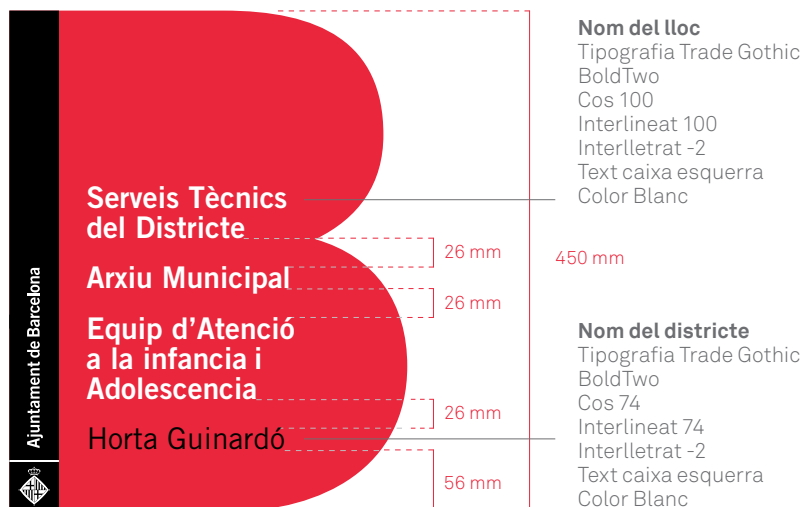 Ajuntament de Barcelona
Serveis Tècnics
del Districte
Arxiu Municipal
Equip d’Atenció
a la infancia i
Adolescencia
Horta Guinardó
26 mm
26 mm
26 mm
56 mm
450 mm
Nom del lloc
Tipografia Trade Gothic
BoldTwo
Cos 100
Interlineat 100
Interlletrat -2
Text caixa esquerra
Color Blanc
Nom del districte
Tipografia Trade Gothic
BoldTwo
Cos 74
Interlineat 74
Interlletrat -2
Text caixa esquerra
Color Blanc